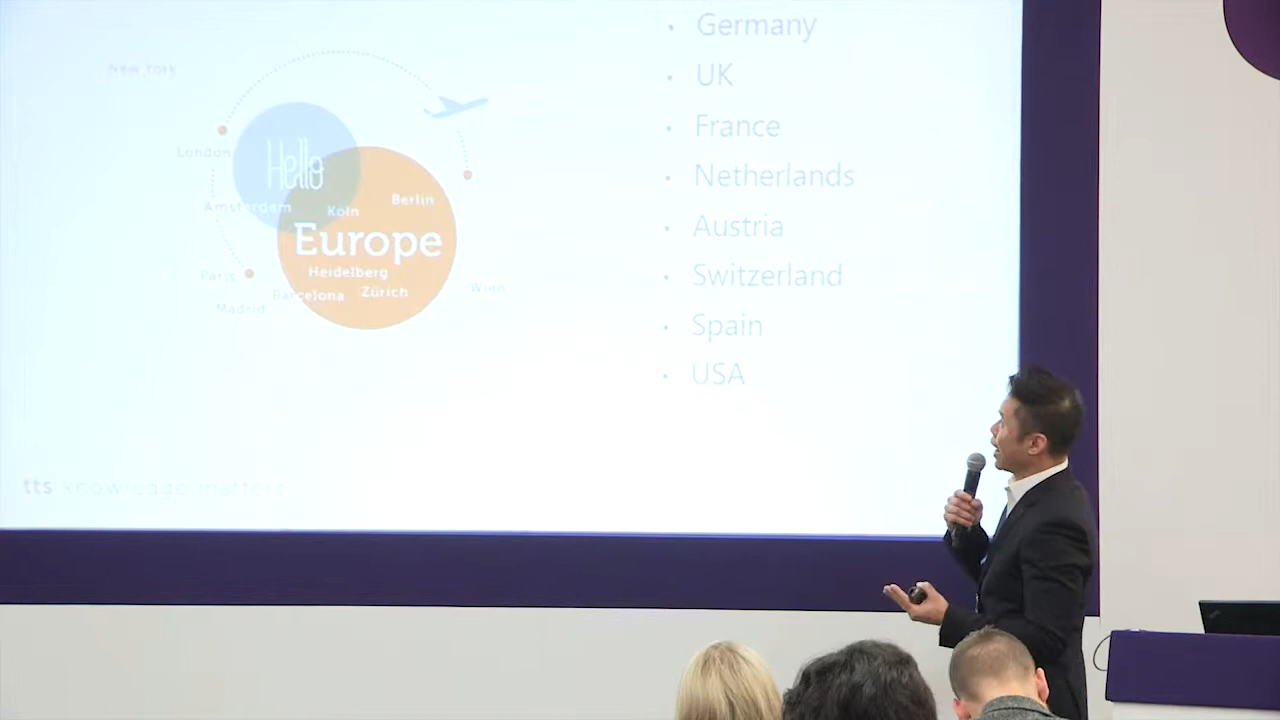 New York
London
Hello
Amsterdam
Köln
Berlin
Europe
Paris
Heidelberg
Madrid
Barcelona
Zürich
Wien
• Germany
• UK
• France
• Netherlands
• Austria
• Switzerland
• Spain
• USA
tts knowledge matters